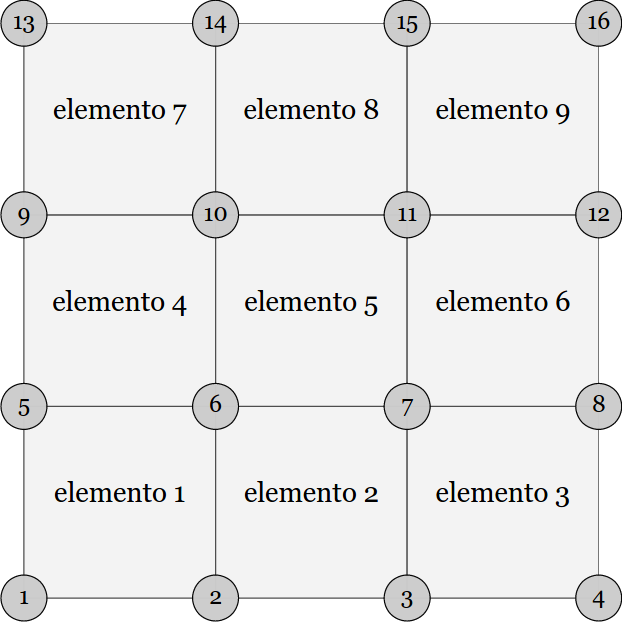 13 14 15 16
elemento 7 elemento 8 elemento 9
9 10 11 12
elemento 4 elemento 5 elemento 6
5 6 7 8
elemento 1 elemento 2 elemento 3
1 2 3 4